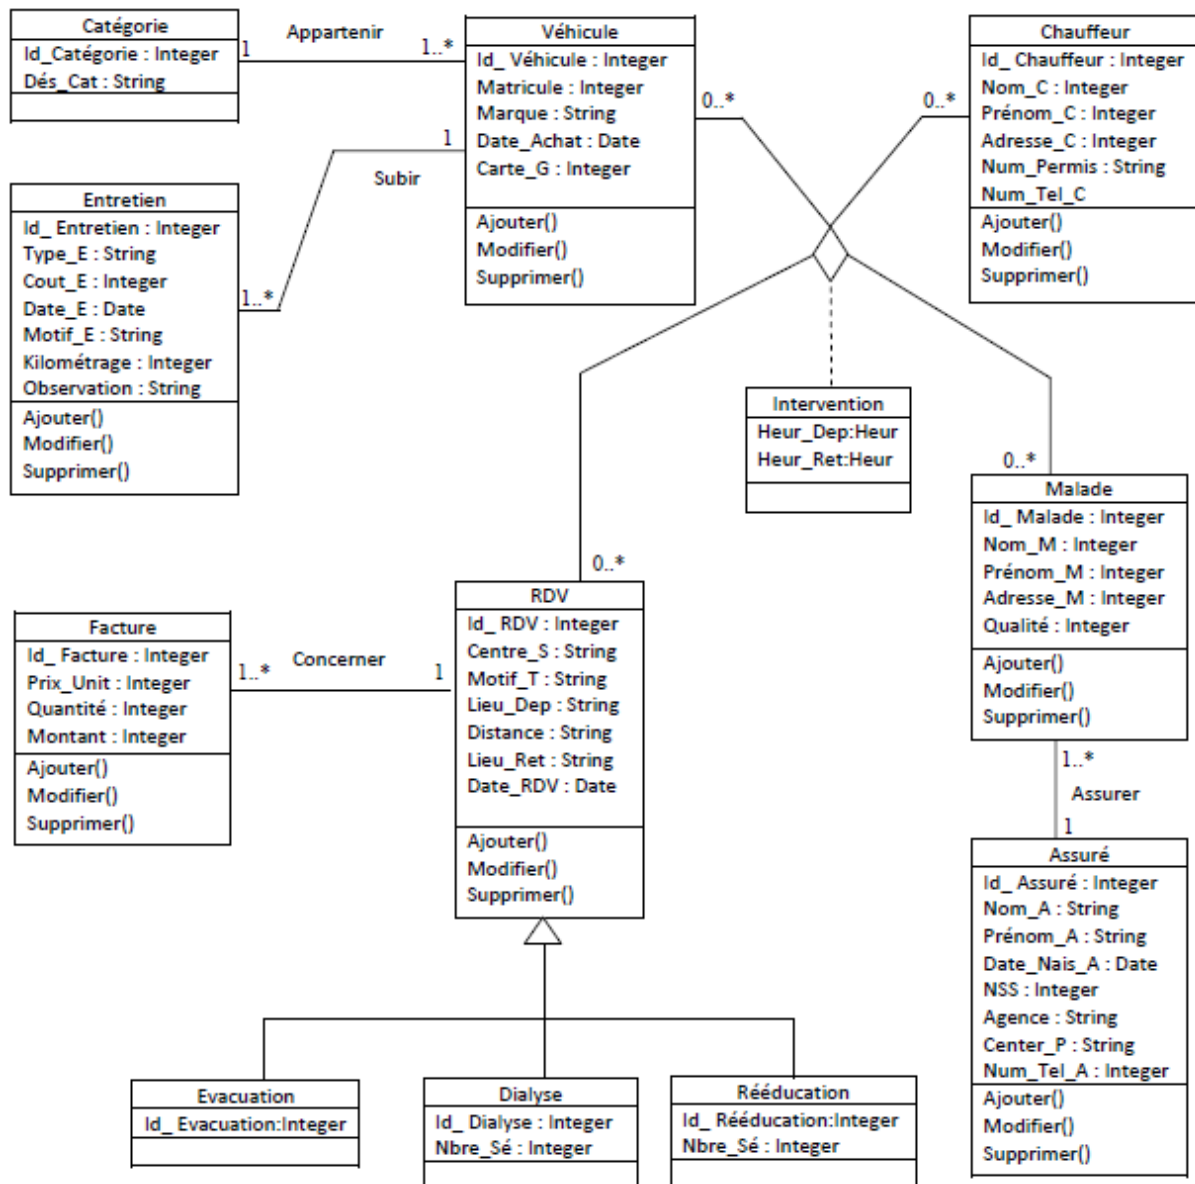 Catégorie
Id_Catégorie : Integer
Dés_Cat : String
1
Appartenir
1..*
Véhicule
Id_ Véhicule : Integer
Matricule : Integer
Marque : String
Date_Achat : Date
Carte_G : Integer
Ajouter()
Modifier()
Supprimer()
0..*
0..*
Chauffeur
Id_ Chauffeur : Integer
Nom_C : Integer
Prénom_C : Integer
Adresse_C : Integer
Num_Permis : String
Num_Tel_C
Ajouter()
Modifier()
Supprimer()
1
Subir
1..*
Entretien
Id_ Entretien : Integer
Type_E : String
Cout_E : Integer
Date_E : Date
Motif_E : String
Kilométrage : Integer
Observation : String
Ajouter()
Modifier()
Supprimer()
Intervention
Heur_Dep:Heur
Heur_Ret:Heur
0..*
Malade
Id_ Malade : Integer
Nom_M : Integer
Prénom_M : Integer
Adresse_M : Integer
Qualité : Integer
Ajouter()
Modifier()
Supprimer()
0..*
RDV
Id_ RDV : Integer
Centre_S : String
Motif_T : String
Lieu_Dep : String
Distance : String
Lieu_Ret : String
Date_RDV : Date
Ajouter()
Modifier()
Supprimer()
Facture
Id_ Facture : Integer
Prix_Unit : Integer
Quantité : Integer
Montant : Integer
Ajouter()
Modifier()
Supprimer()
1..*
Concerner
1
1..*
Assurer
1
Assuré
Id_ Assuré : Integer
Nom_A : String
Prénom_A : String
Date_Nais_A : Date
NSS : Integer
Agence : String
Center_P : String
Num_Tel_A : Integer
Ajouter()
Modifier()
Supprimer()
Evacuation
Id_ Evacuation:Integer
Dialyse
Id_ Dialyse : Integer
Nbre_Sé : Integer
Rééducation
Id_ Rééducation:Integer
Nbre_Sé : Integer